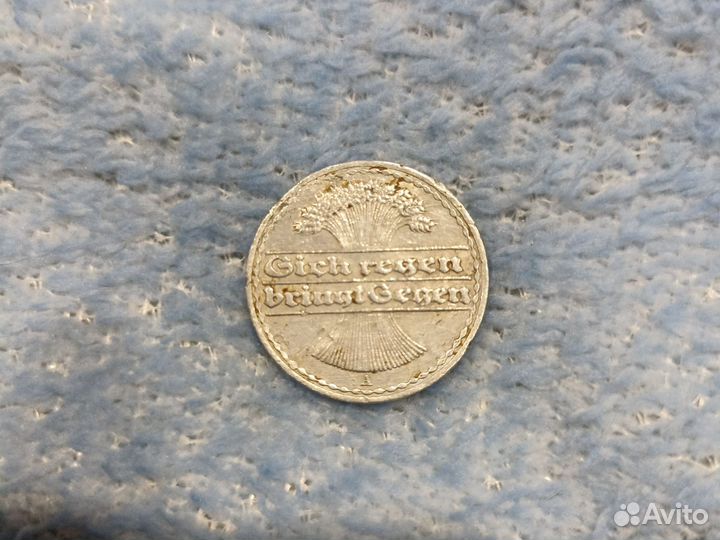 Sich regen
bringt Segen
A
Avito